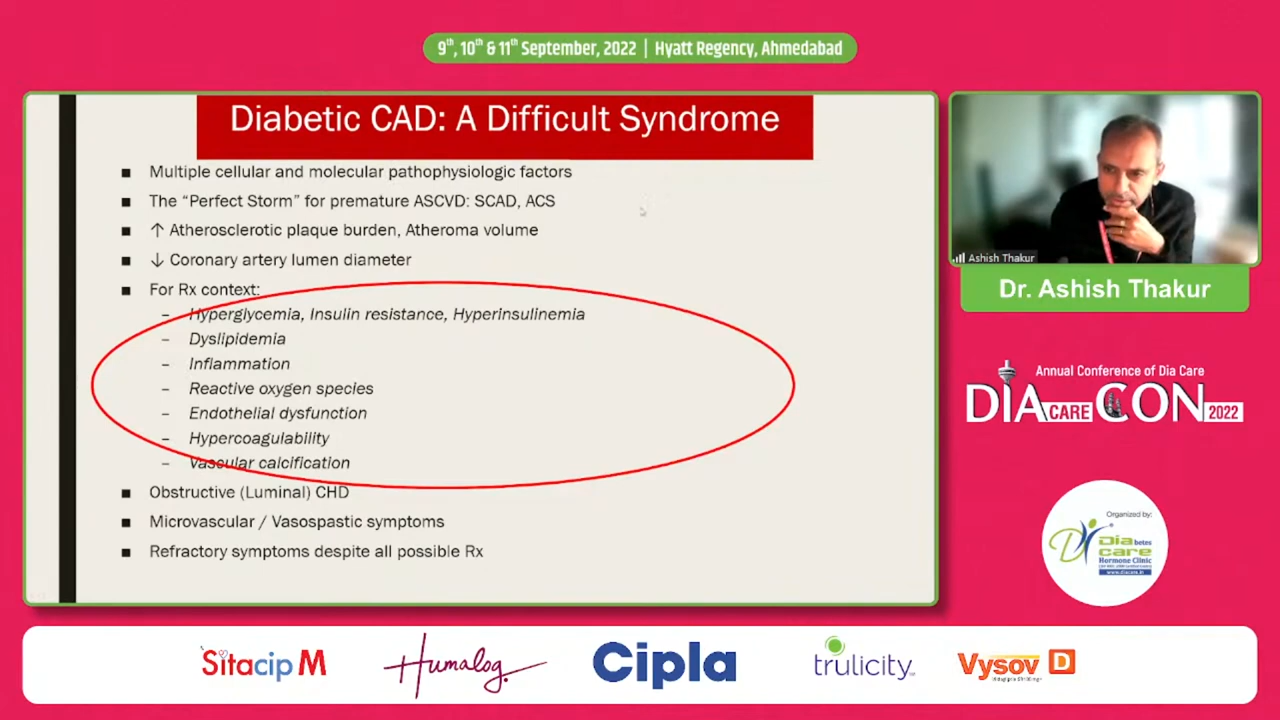 9th, 10th & 11th September, 2022 | Hyatt Regency, Ahmedabad
Diabetic CAD: A Difficult Syndrome
■ Multiple cellular and molecular pathophysiologic factors
■ The “Perfect Storm” for premature ASCVD: SCAD, ACS
■ ↑ Atherosclerotic plaque burden, Atheroma volume
■ ↓ Coronary artery lumen diameter
■ For Rx context:
– Hyperglycemia, Insulin resistance, Hyperinsulinemia
– Dyslipidemia
– Inflammation
– Reactive oxygen species
– Endothelial dysfunction
– Hypercoagulability
– Vascular calcification
■ Obstructive (Luminal) CHD
■ Microvascular / Vasospastic symptoms
■ Refractory symptoms despite all possible Rx
Ashish Thakur
Dr. Ashish Thakur
Annual Conference of Dia Care
DIA CARE CON 2022
Organized by:
Diabetes
care
Hormone Clinic
www.diacare.in
Sitacip M
Humalog
Cipla
trulicity
Vysov D